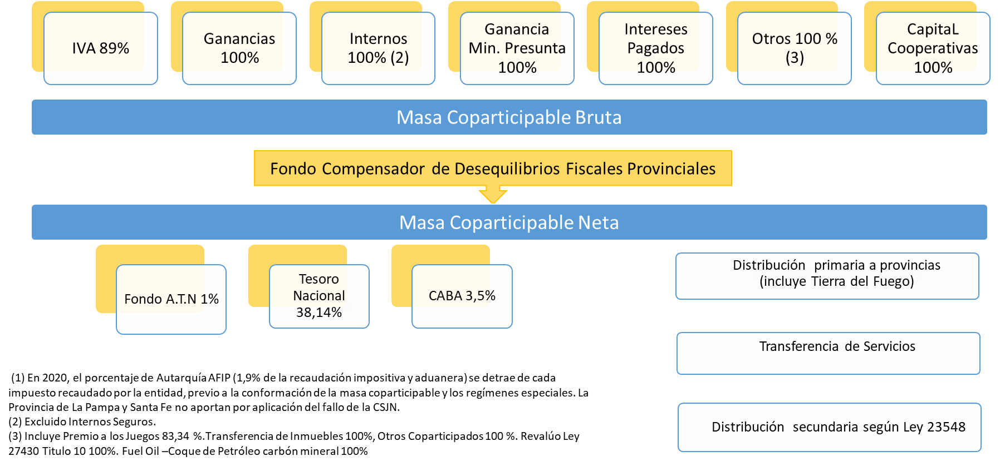 IVA 89%
Ganancias
100%
Internos
100% (2)
Ganancia
Min. Presunta
100%
Intereses
Pagados
100%
Otros 100 %
(3)
CapitaL
Cooperativas
100%
Masa Coparticipable Bruta
Fondo Compensador de Desequilibrios Fiscales Provinciales
Masa Coparticipable Neta
Fondo A.T.N 1%
Tesoro
Nacional
38,14%
CABA 3,5%
Distribución primaria a provincias
(incluye Tierra del Fuego)
Transferencia de Servicios
Distribución secundaria según Ley 23548
(1) En 2020, el porcentaje de Autarquía AFIP (1,9% de la recaudación impositiva y aduanera) se detrae de cada
impuesto recaudado por la entidad, previo a la conformación de la masa coparticipable y los regímenes especiales. La
Provincia de La Pampa y Santa Fe no aportan por aplicación del fallo de la CSJN.
(2) Excluido Internos Seguros.
(3) Incluye Premio a los Juegos 83,34 %.Transferencia de Inmuebles 100%, Otros Coparticipados 100 %. Revalúo Ley
27430 Titulo 10 100%. Fuel Oil –Coque de Petróleo carbón mineral 100%